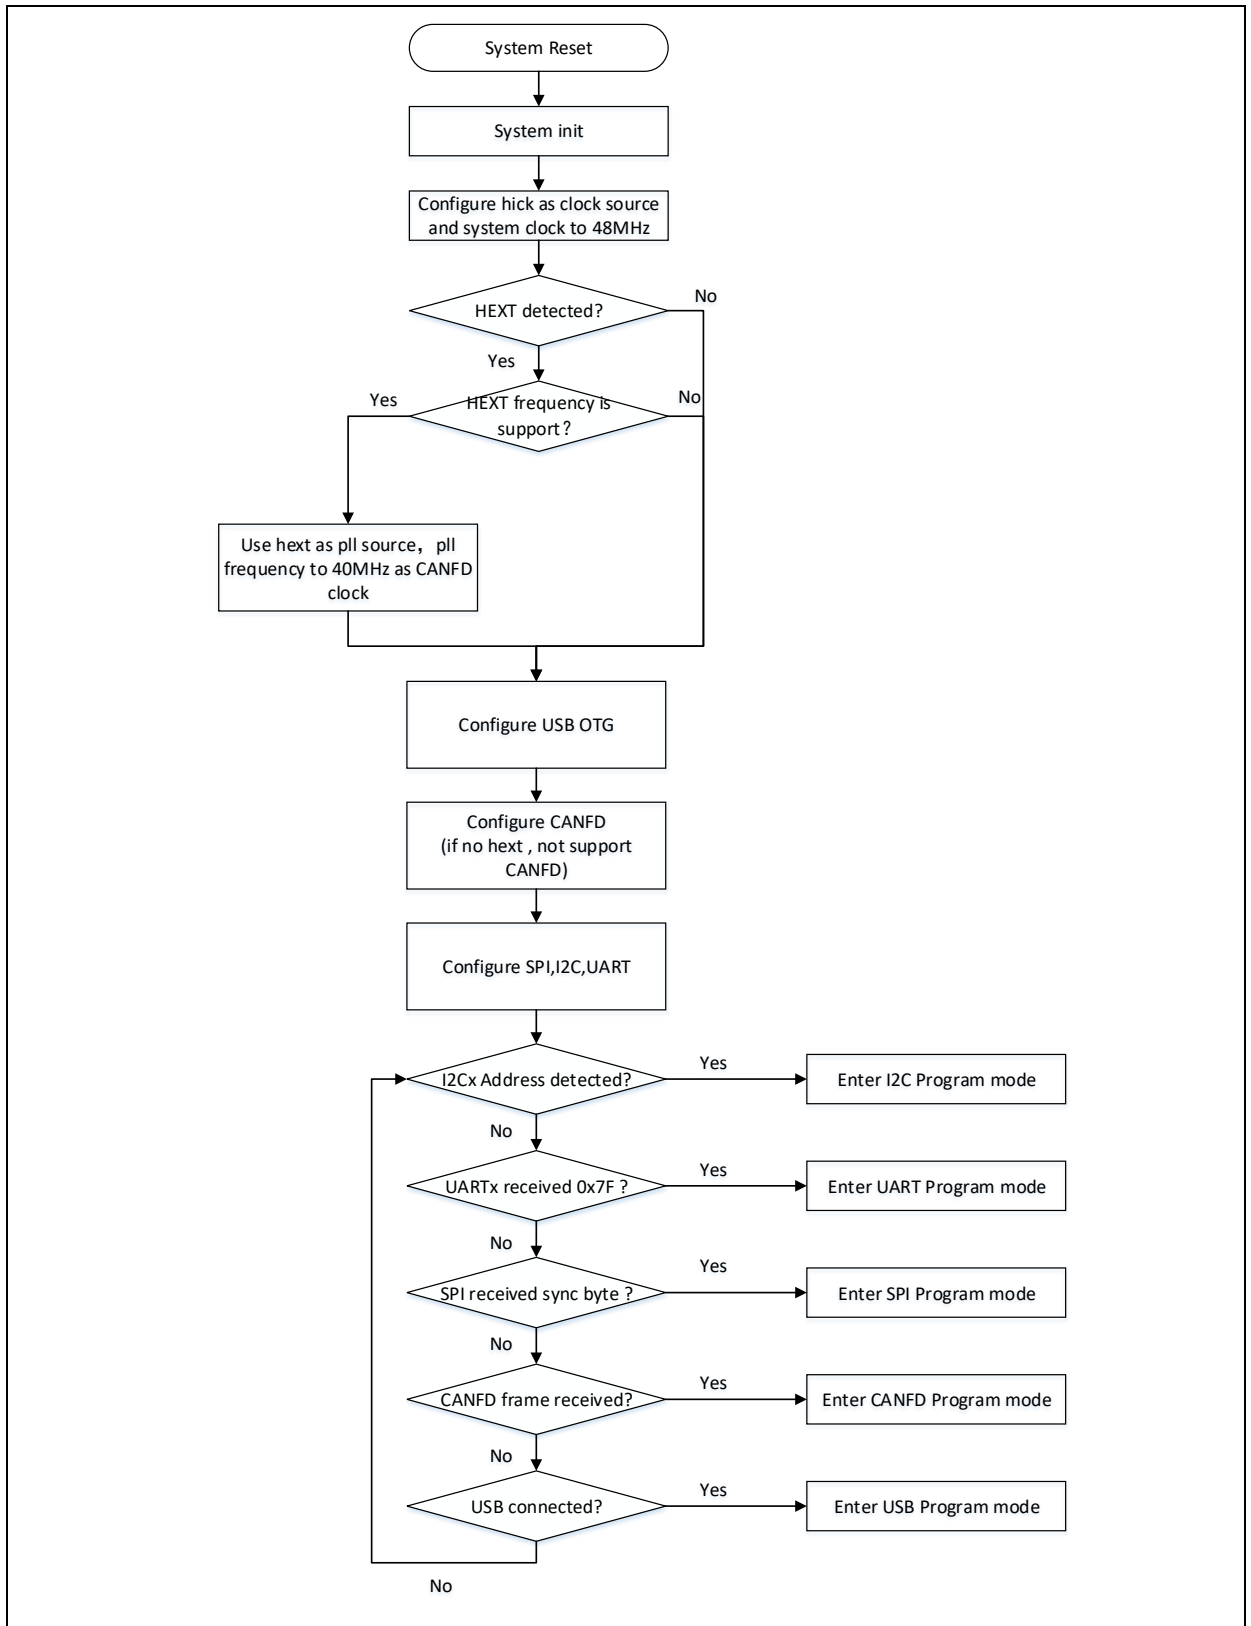 System Reset
System init
Configure hick as clock source
and system clock to 48MHz
HEXT detected?
No
Yes
HEXT frequency is
support?
Yes
No
Use hext as pll source, pll
frequency to 40MHz as CANFD
clock
Configure USB OTG
Configure CANFD
(if no hext , not support
CANFD)
Configure SPI,I2C,UART
I2Cx Address detected?
Yes
Enter I2C Program mode
No
UARTx received 0x7F ?
Yes
Enter UART Program mode
No
SPI received sync byte ?
Yes
Enter SPI Program mode
No
CANFD frame received?
Yes
Enter CANFD Program mode
No
USB connected?
Yes
Enter USB Program mode
No